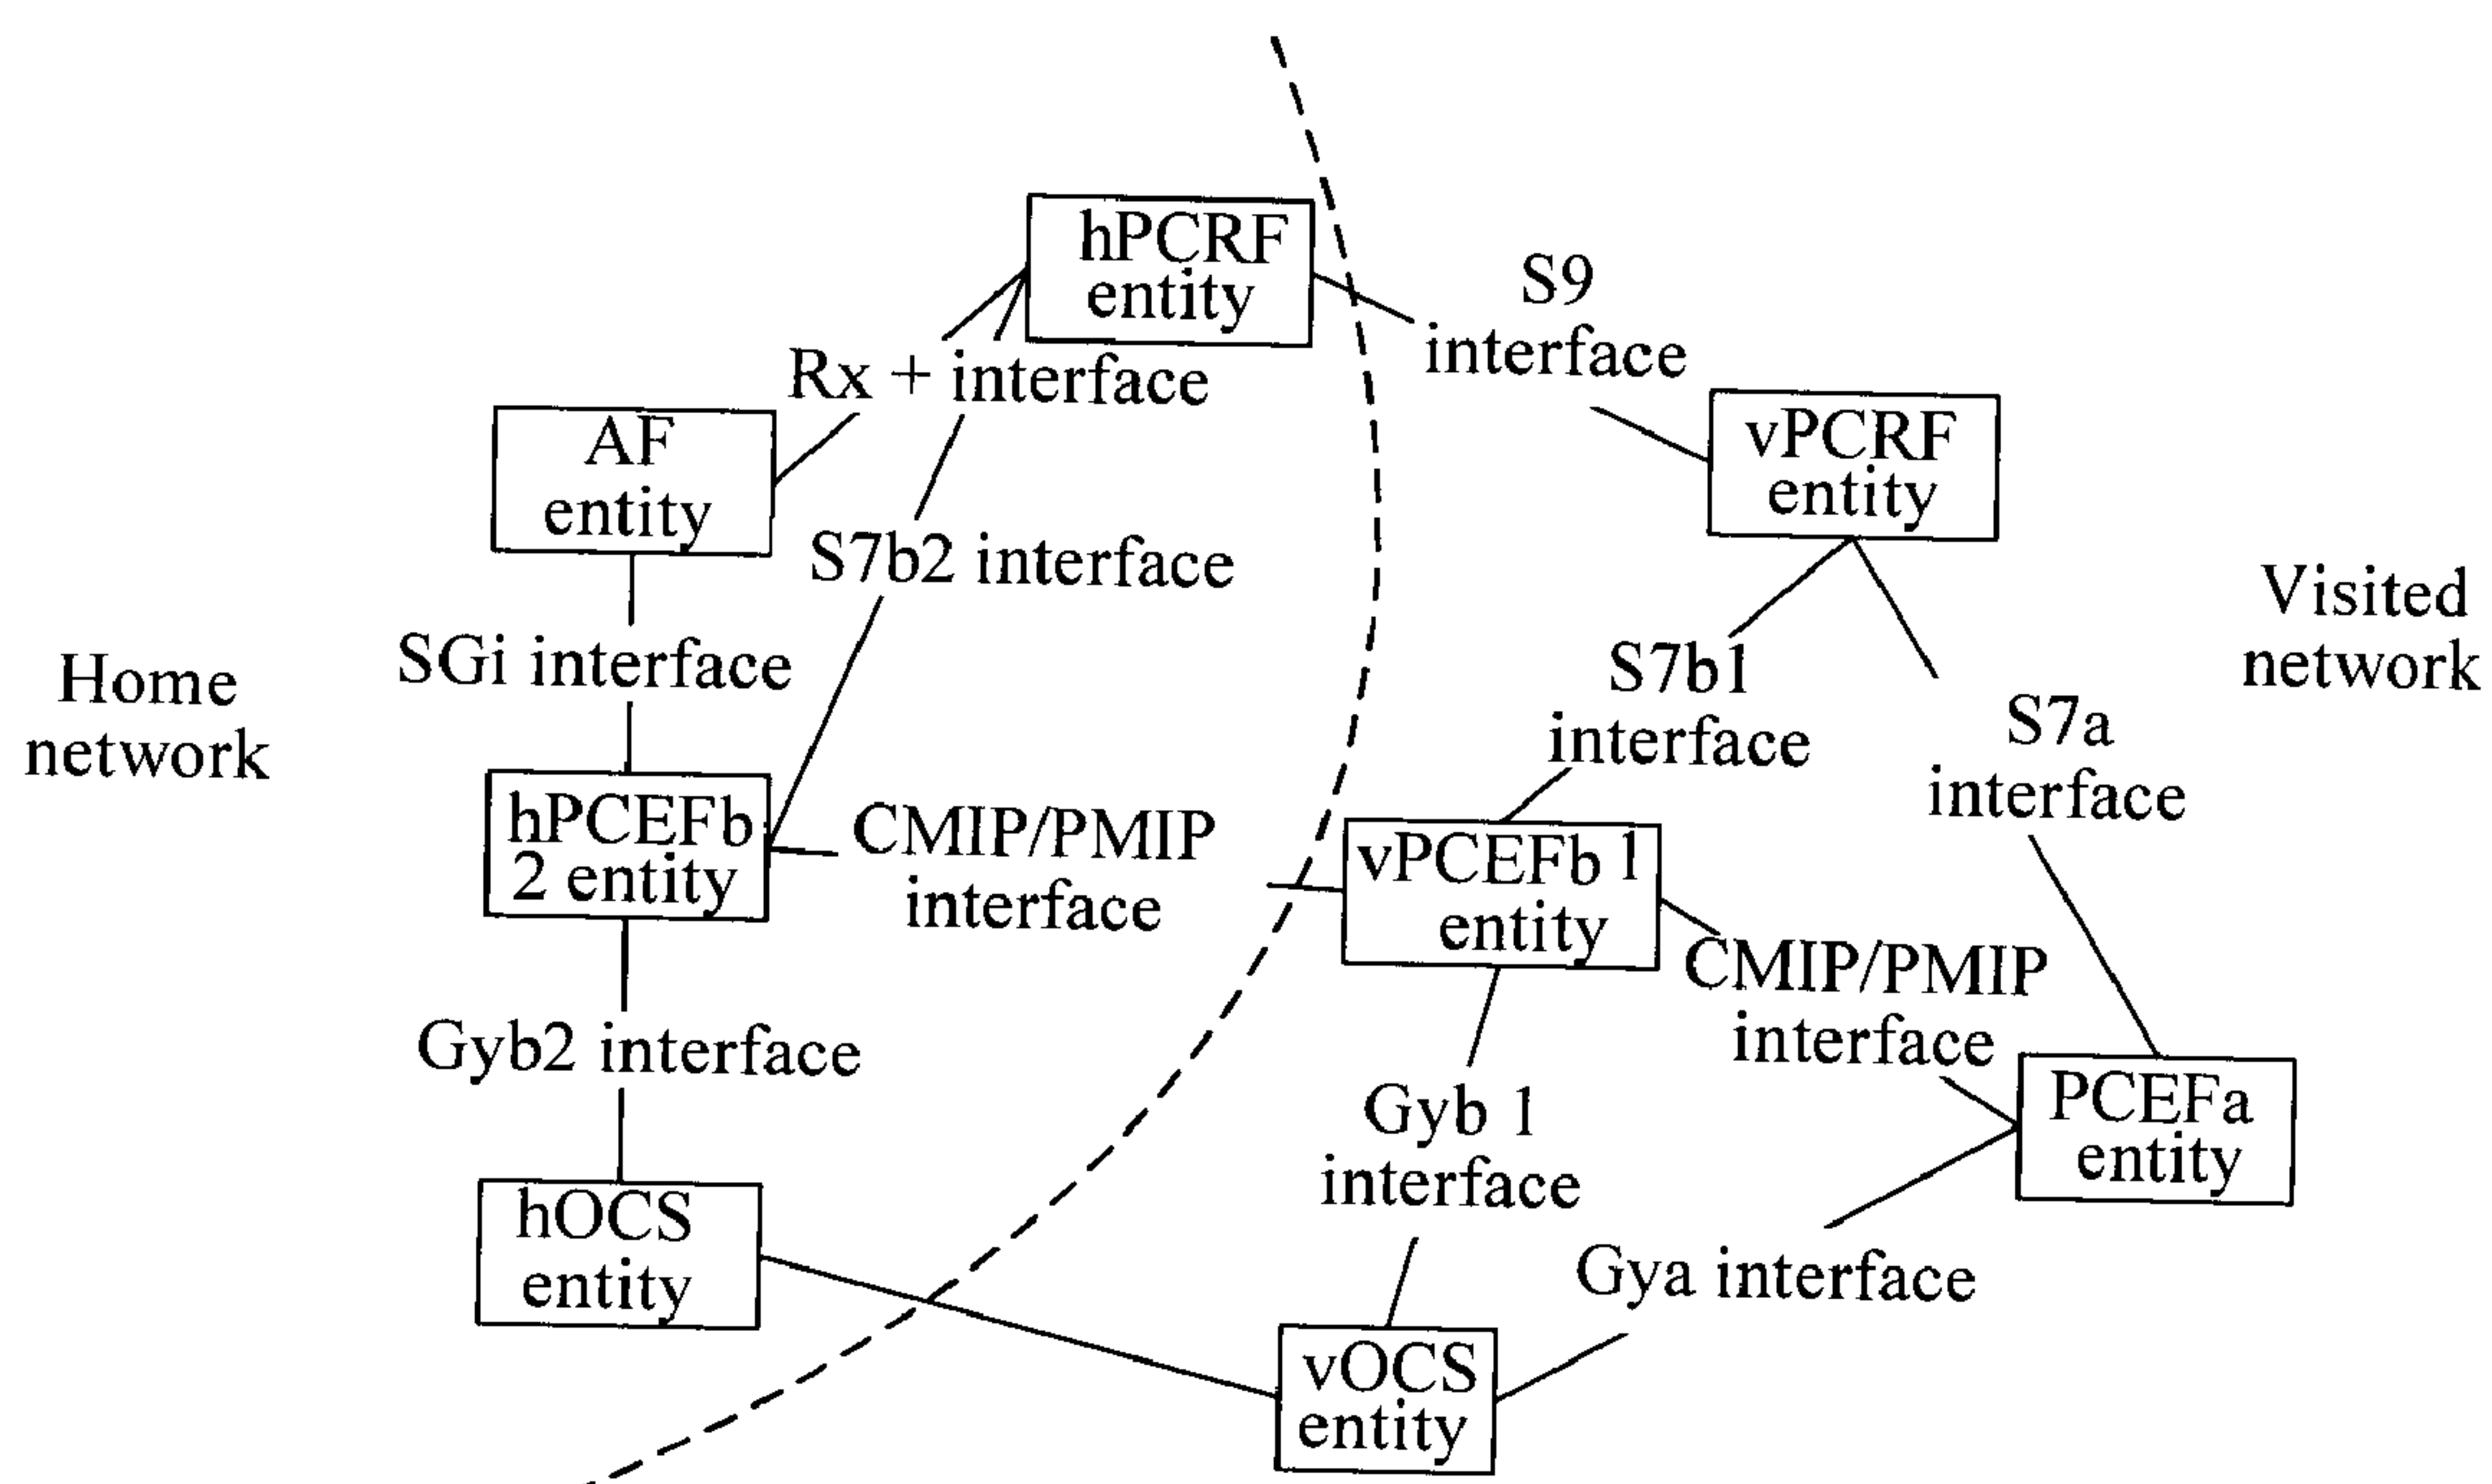 hPCRF
entity
S9
interface
Rx + interface
AF
entity
vPCRF
entity
S7b2 interface
Visited
network
SGi interface
Home
network
S7b1
interface
S7a
interface
hPCEFb
2 entity
CMIP/PMIP
interface
vPCEFb 1
entity
CMIP/PMIP
interface
Gyb2 interface
PCEFa
entity
Gyb 1
interface
hOCS
entity
Gya interface
vOCS
entity